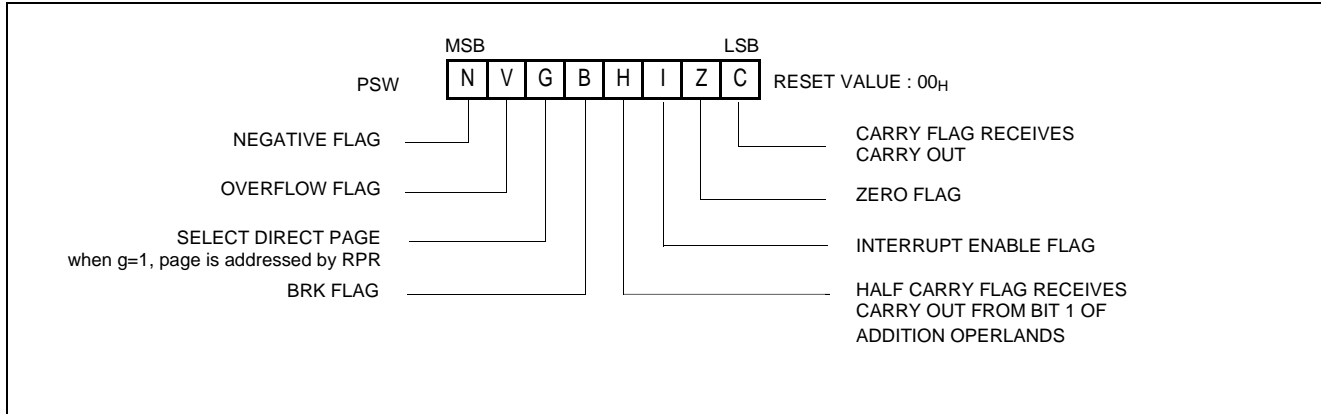 MSB LSB
PSW N V G B H I Z C RESET VALUE : 00H
NEGATIVE FLAG
OVERFLOW FLAG
SELECT DIRECT PAGE
when g=1, page is addressed by RPR
BRK FLAG
CARRY FLAG RECEIVES
CARRY OUT
ZERO FLAG
INTERRUPT ENABLE FLAG
HALF CARRY FLAG RECEIVES
CARRY OUT FROM BIT 1 OF
ADDITION OPERLANDS